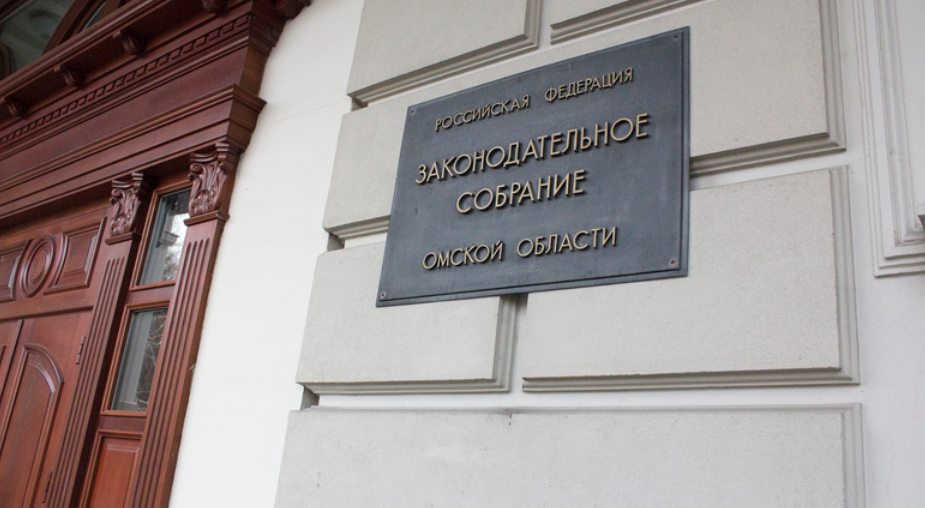 РОССИЙСКАЯ ФЕДЕРАЦИЯ
ЗАКОНОДАТЕЛЬНОЕ
СОБРАНИЕ
ОМСКОЙ ОБЛАСТИ